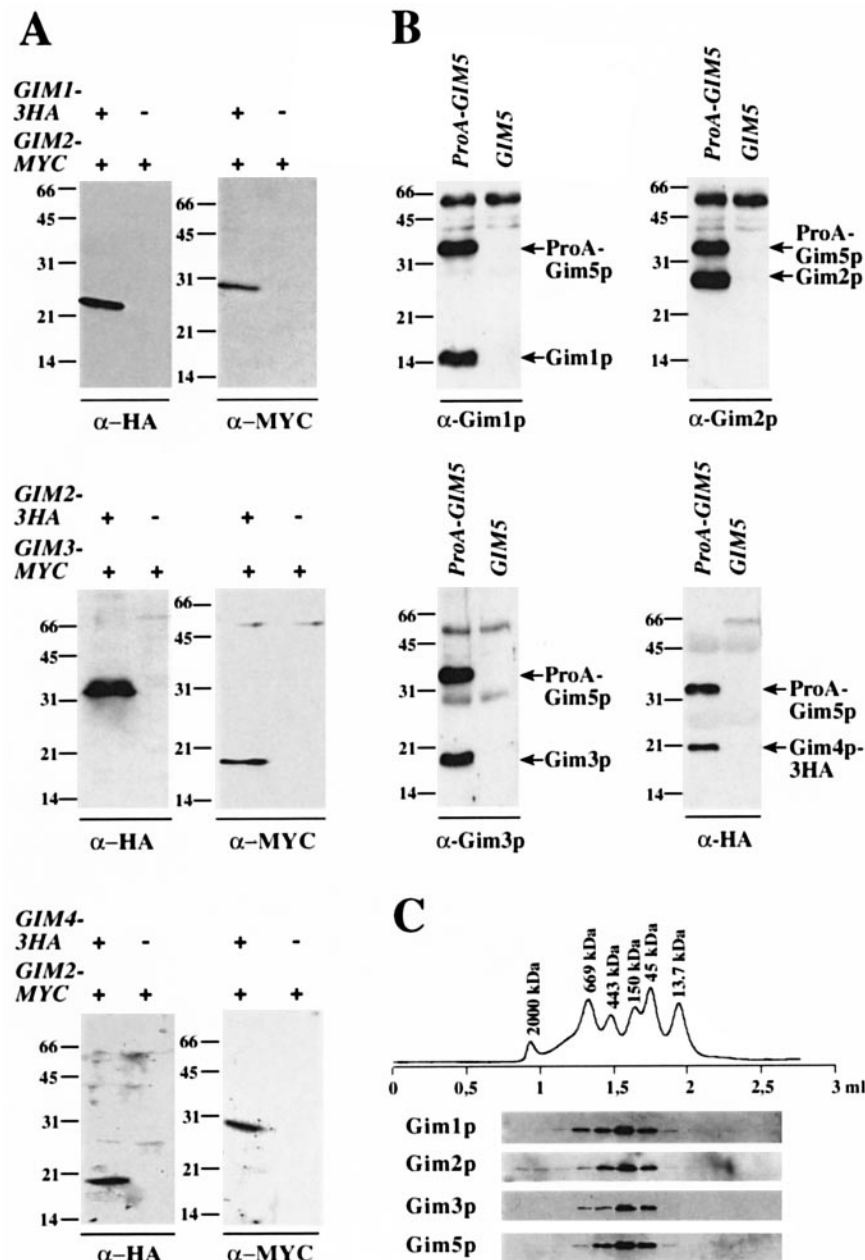 A
GIM1-
3HA + - + -
GIM2-
MYC + + + +
66
45
31
21
14
66
45
31
21
14
α–HA α–MYC
GIM2-
3HA + - + -
GIM3-
MYC + + + +
66
45
31
21
14
66
45
31
21
14
α–HA α–MYC
GIM4-
3HA + - + -
GIM2-
MYC + + + +
66
45
31
21
14
66
45
31
21
14
α–HA α–MYC
B
ProA-GIM5 GIM5
66
45
31
21
14
ProA-
Gim5p
Gim1p
α-Gim1p
ProA-GIM5 GIM5
66
45
31
21
14
ProA-
Gim5p
Gim2p
α-Gim2p
ProA-GIM5 GIM5
66
45
31
21
14
ProA-
Gim5p
Gim3p
α-Gim3p
ProA-GIM5 GIM5
66
45
31
21
14
ProA-
Gim5p
Gim4p-
3HA
α-HA
C
2000 kDa 669 kDa 443 kDa 150 kDa 45 kDa 13.7 kDa
0 0,5 1 1,5 2 2,5 3 ml
Gim1p
Gim2p
Gim3p
Gim5p